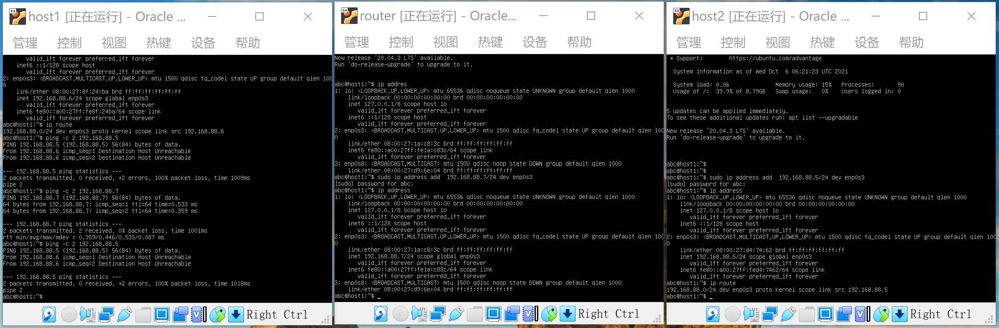 host1 [正在运行] - Oracle ...
管理 控制 视图 热键 设备 帮助
valid_lft forever preferred_lft forever
inet6 ::1/128 scope host
valid_lft forever preferred_lft forever
2: enp0s3: <BROADCAST,MULTICAST,UP,LOWER_UP> mtu 1500 qdisc fq_codel state UP group default qlen 100
0
link/ether 08:00:27:8f:24:ba brd ff:ff:ff:ff:ff:ff
inet 192.168.88.6/24 scope global enp0s3
valid_lft forever preferred_lft forever
inet6 fe80::a00:27ff:fe8f:24ba/64 scope link
valid_lft forever preferred_lft forever
abc@host1:~$ ip route
192.168.88.0/24 dev enp0s3 proto kernel scope link src 192.168.88.6
abc@host1:~$ ping -c 2 192.168.88.5
PING 192.168.88.5 (192.168.88.5) 56(84) bytes of data.
From 192.168.88.6 icmp_seq=1 Destination Host Unreachable
From 192.168.88.6 icmp_seq=2 Destination Host Unreachable
--- 192.168.88.5 ping statistics ---
2 packets transmitted, 0 received, +2 errors, 100% packet loss, time 1009ms
pipe 2
abc@host1:~$ ping -c 2 192.168.88.7
PING 192.168.88.7 (192.168.88.7) 56(84) bytes of data.
64 bytes from 192.168.88.7: icmp_seq=1 ttl=64 time=0.533 ms
64 bytes from 192.168.88.7: icmp_seq=2 ttl=64 time=0.359 ms
--- 192.168.88.7 ping statistics ---
2 packets transmitted, 2 received, 0% packet loss, time 1001ms
rtt min/avg/max/mdev = 0.359/0.446/0.533/0.087 ms
abc@host1:~$ ping -c 2 192.168.88.5
PING 192.168.88.5 (192.168.88.5) 56(84) bytes of data.
From 192.168.88.6 icmp_seq=1 Destination Host Unreachable
From 192.168.88.6 icmp_seq=2 Destination Host Unreachable
--- 192.168.88.5 ping statistics ---
2 packets transmitted, 0 received, +2 errors, 100% packet loss, time 1018ms
pipe 2
abc@host1:~$
Right Ctrl
router [正在运行] - Oracle...
管理 控制 视图 热键 设备 帮助
New release '20.04.3 LTS' available.
Run 'do-release-upgrade' to upgrade to it.
abc@host1:~$ ip addres
1: lo: <LOOPBACK,UP,LOWER_UP> mtu 65536 qdisc noqueue state UNKNOWN group default qlen 1000
link/loopback 00:00:00:00:00:00 brd 00:00:00:00:00:00
inet 127.0.0.1/8 scope host lo
valid_lft forever preferred_lft forever
inet6 ::1/128 scope host
valid_lft forever preferred_lft forever
2: enp0s3: <BROADCAST,MULTICAST,UP,LOWER_UP> mtu 1500 qdisc fq_codel state UP group default qlen 100
0
link/ether 08:00:27:1a:c8:3c brd ff:ff:ff:ff:ff:ff
inet6 fe80::a00:27ff:fe1a:c83c/64 scope link
valid_lft forever preferred_lft forever
3: enp0s8: <BROADCAST,MULTICAST> mtu 1500 qdisc noop state DOWN group default qlen 1000
link/ether 08:00:27:d9:6e:04 brd ff:ff:ff:ff:ff:ff
abc@host1:~$ sudo ip address add  192.168.88.7/24 dev enp0s3
[sudo] password for abc:
abc@host1:~$ ip address
1: lo: <LOOPBACK,UP,LOWER_UP> mtu 65536 qdisc noqueue state UNKNOWN group default qlen 1000
link/loopback 00:00:00:00:00:00 brd 00:00:00:00:00:00
inet 127.0.0.1/8 scope host lo
valid_lft forever preferred_lft forever
inet6 ::1/128 scope host
valid_lft forever preferred_lft forever
2: enp0s3: <BROADCAST,MULTICAST,UP,LOWER_UP> mtu 1500 qdisc fq_codel state UP group default qlen 100
0
link/ether 08:00:27:1a:c8:3c brd ff:ff:ff:ff:ff:ff
inet 192.168.88.7/24 scope global enp0s3
valid_lft forever preferred_lft forever
inet6 fe80::a00:27ff:fe1a:c83c/64 scope link
valid_lft forever preferred_lft forever
3: enp0s8: <BROADCAST,MULTICAST> mtu 1500 qdisc noop state DOWN group default qlen 1000
link/ether 08:00:27:d9:6e:04 brd ff:ff:ff:ff:ff:ff
abc@host1:~$ _
Right Ctrl
host2 [正在运行] - Oracle ...
管理 控制 视图 热键 设备 帮助
* Support: https://ubuntu.com/advantage
System information as of Wed Oct  6 06:21:23 UTC 2021
System load: 0.06 Memory usage: 15% Processes: 90
Usage of /: 39.9% of 8.79GB Swap usage: 0% Users logged in: 0
5 updates can be applied immediately.
To see these additional updates run: apt list --upgradable
New release '20.04.3 LTS' available.
Run 'do-release-upgrade' to upgrade to it.
abc@host1:~$
abc@host1:~$
abc@host1:~$ sudo ip address add  192.168.88.5/24 dev enp0s3
[sudo] password for abc:
abc@host1:~$ ip address
1: lo: <LOOPBACK,UP,LOWER_UP> mtu 65536 qdisc noqueue state UNKNOWN group default qlen 1000
link/loopback 00:00:00:00:00:00 brd 00:00:00:00:00:00
inet 127.0.0.1/8 scope host lo
valid_lft forever preferred_lft forever
inet6 ::1/128 scope host
valid_lft forever preferred_lft forever
2: enp0s3: <BROADCAST,MULTICAST,UP,LOWER_UP> mtu 1500 qdisc fq_codel state UP group default qlen 100
0
link/ether 08:00:27:d4:74:62 brd ff:ff:ff:ff:ff:ff
inet 192.168.88.5/24 scope global enp0s3
valid_lft forever preferred_lft forever
inet6 fe80::a00:27ff:fed4:7462/64 scope link
valid_lft forever preferred_lft forever
abc@host1:~$ ip route
192.168.88.0/24 dev enp0s3 proto kernel scope link src 192.168.88.5
abc@host1:~$ _
Right Ctrl